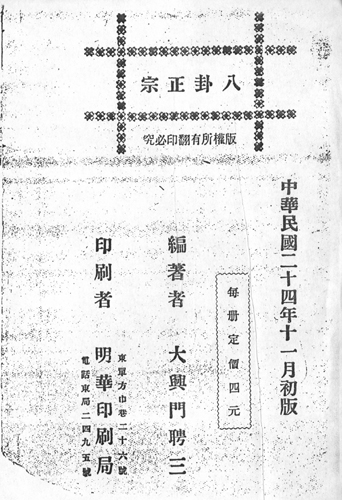 八卦正宗
版權所有翻印必究
中華民國二十四年十一月初版
每册定價四元
編著者 大興門聘三
印刷者 明華印刷局
東單方巾巷二十六號
電話東局二四九五號